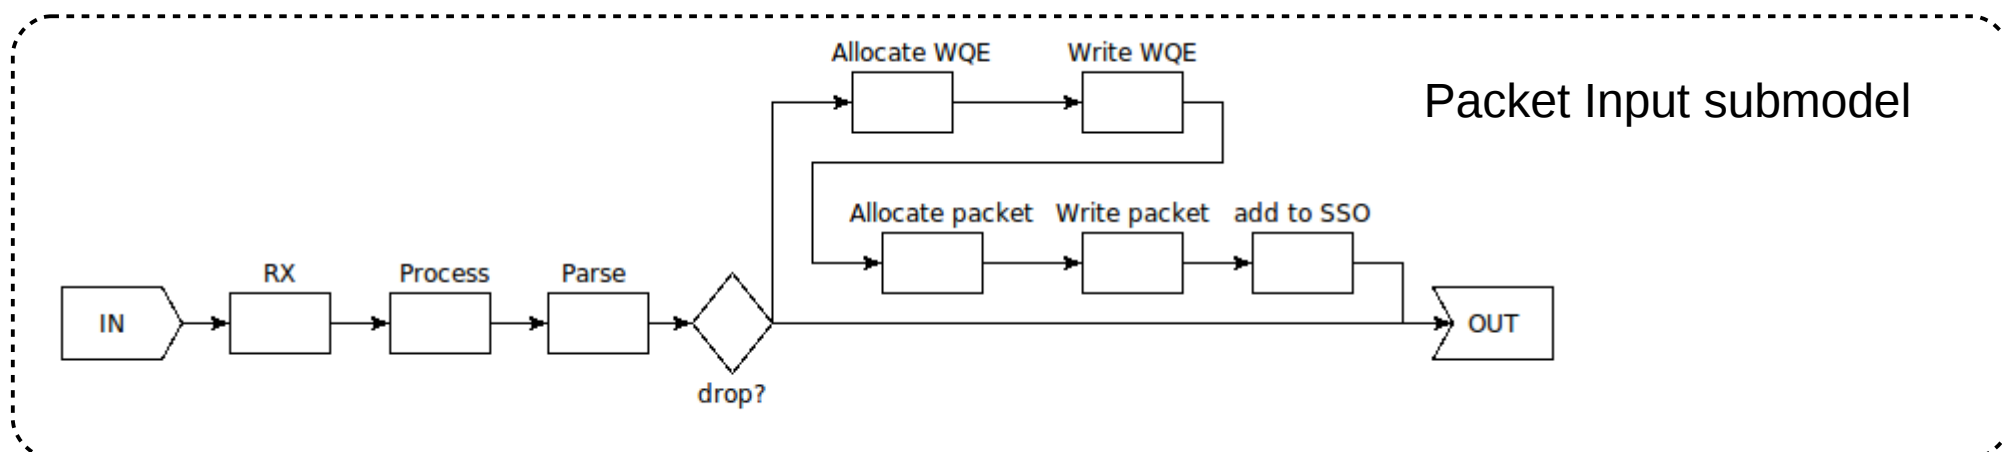 Packet Input submodel
Allocate WQE
Write WQE
Allocate packet
Write packet
add to SSO
IN
RX
Process
Parse
drop?
OUT